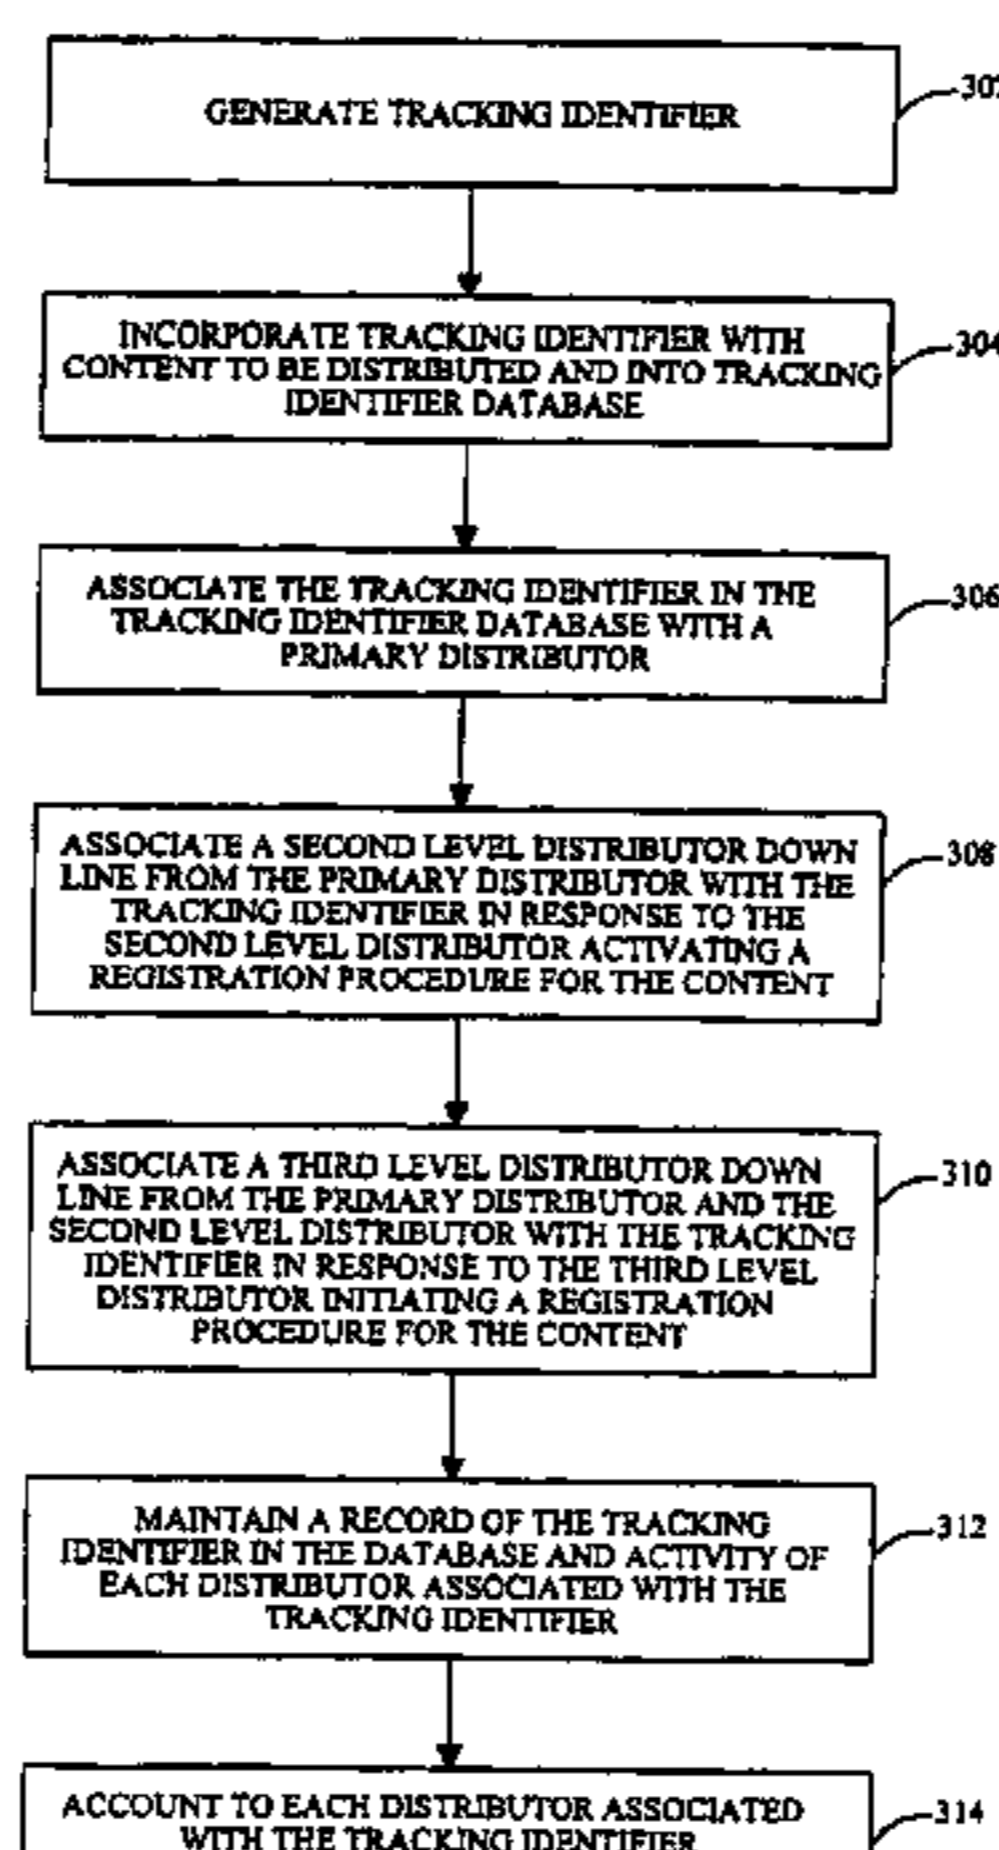 GENERATE TRACKING IDENTIFIER
302
INCORPORATE TRACKING IDENTIFIER WITH
CONTENT TO BE DISTRIBUTED AND INTO TRACKING
IDENTIFIER DATABASE
304
ASSOCIATE THE TRACKING IDENTIFIER IN THE
TRACKING IDENTIFIER DATABASE WITH A
PRIMARY DISTRIBUTOR
306
ASSOCIATE A SECOND LEVEL DISTRIBUTOR DOWN
LINE FROM THE PRIMARY DISTRIBUTOR WITH THE
TRACKING IDENTIFIER IN RESPONSE TO THE
SECOND LEVEL DISTRIBUTOR ACTIVATING A
REGISTRATION PROCEDURE FOR THE CONTENT
308
ASSOCIATE A THIRD LEVEL DISTRIBUTOR DOWN
LINE FROM THE PRIMARY DISTRIBUTOR AND THE
SECOND LEVEL DISTRIBUTOR WITH THE TRACKING
IDENTIFIER IN RESPONSE TO THE THIRD LEVEL
DISTRIBUTOR INITIATING A REGISTRATION
PROCEDURE FOR THE CONTENT
310
MAINTAIN A RECORD OF THE TRACKING
IDENTIFIER IN THE DATABASE AND ACTIVITY OF
EACH DISTRIBUTOR ASSOCIATED WITH THE
TRACKING IDENTIFIER
312
ACCOUNT TO EACH DISTRIBUTOR ASSOCIATED
WITH THE TRACKING IDENTIFIER
314